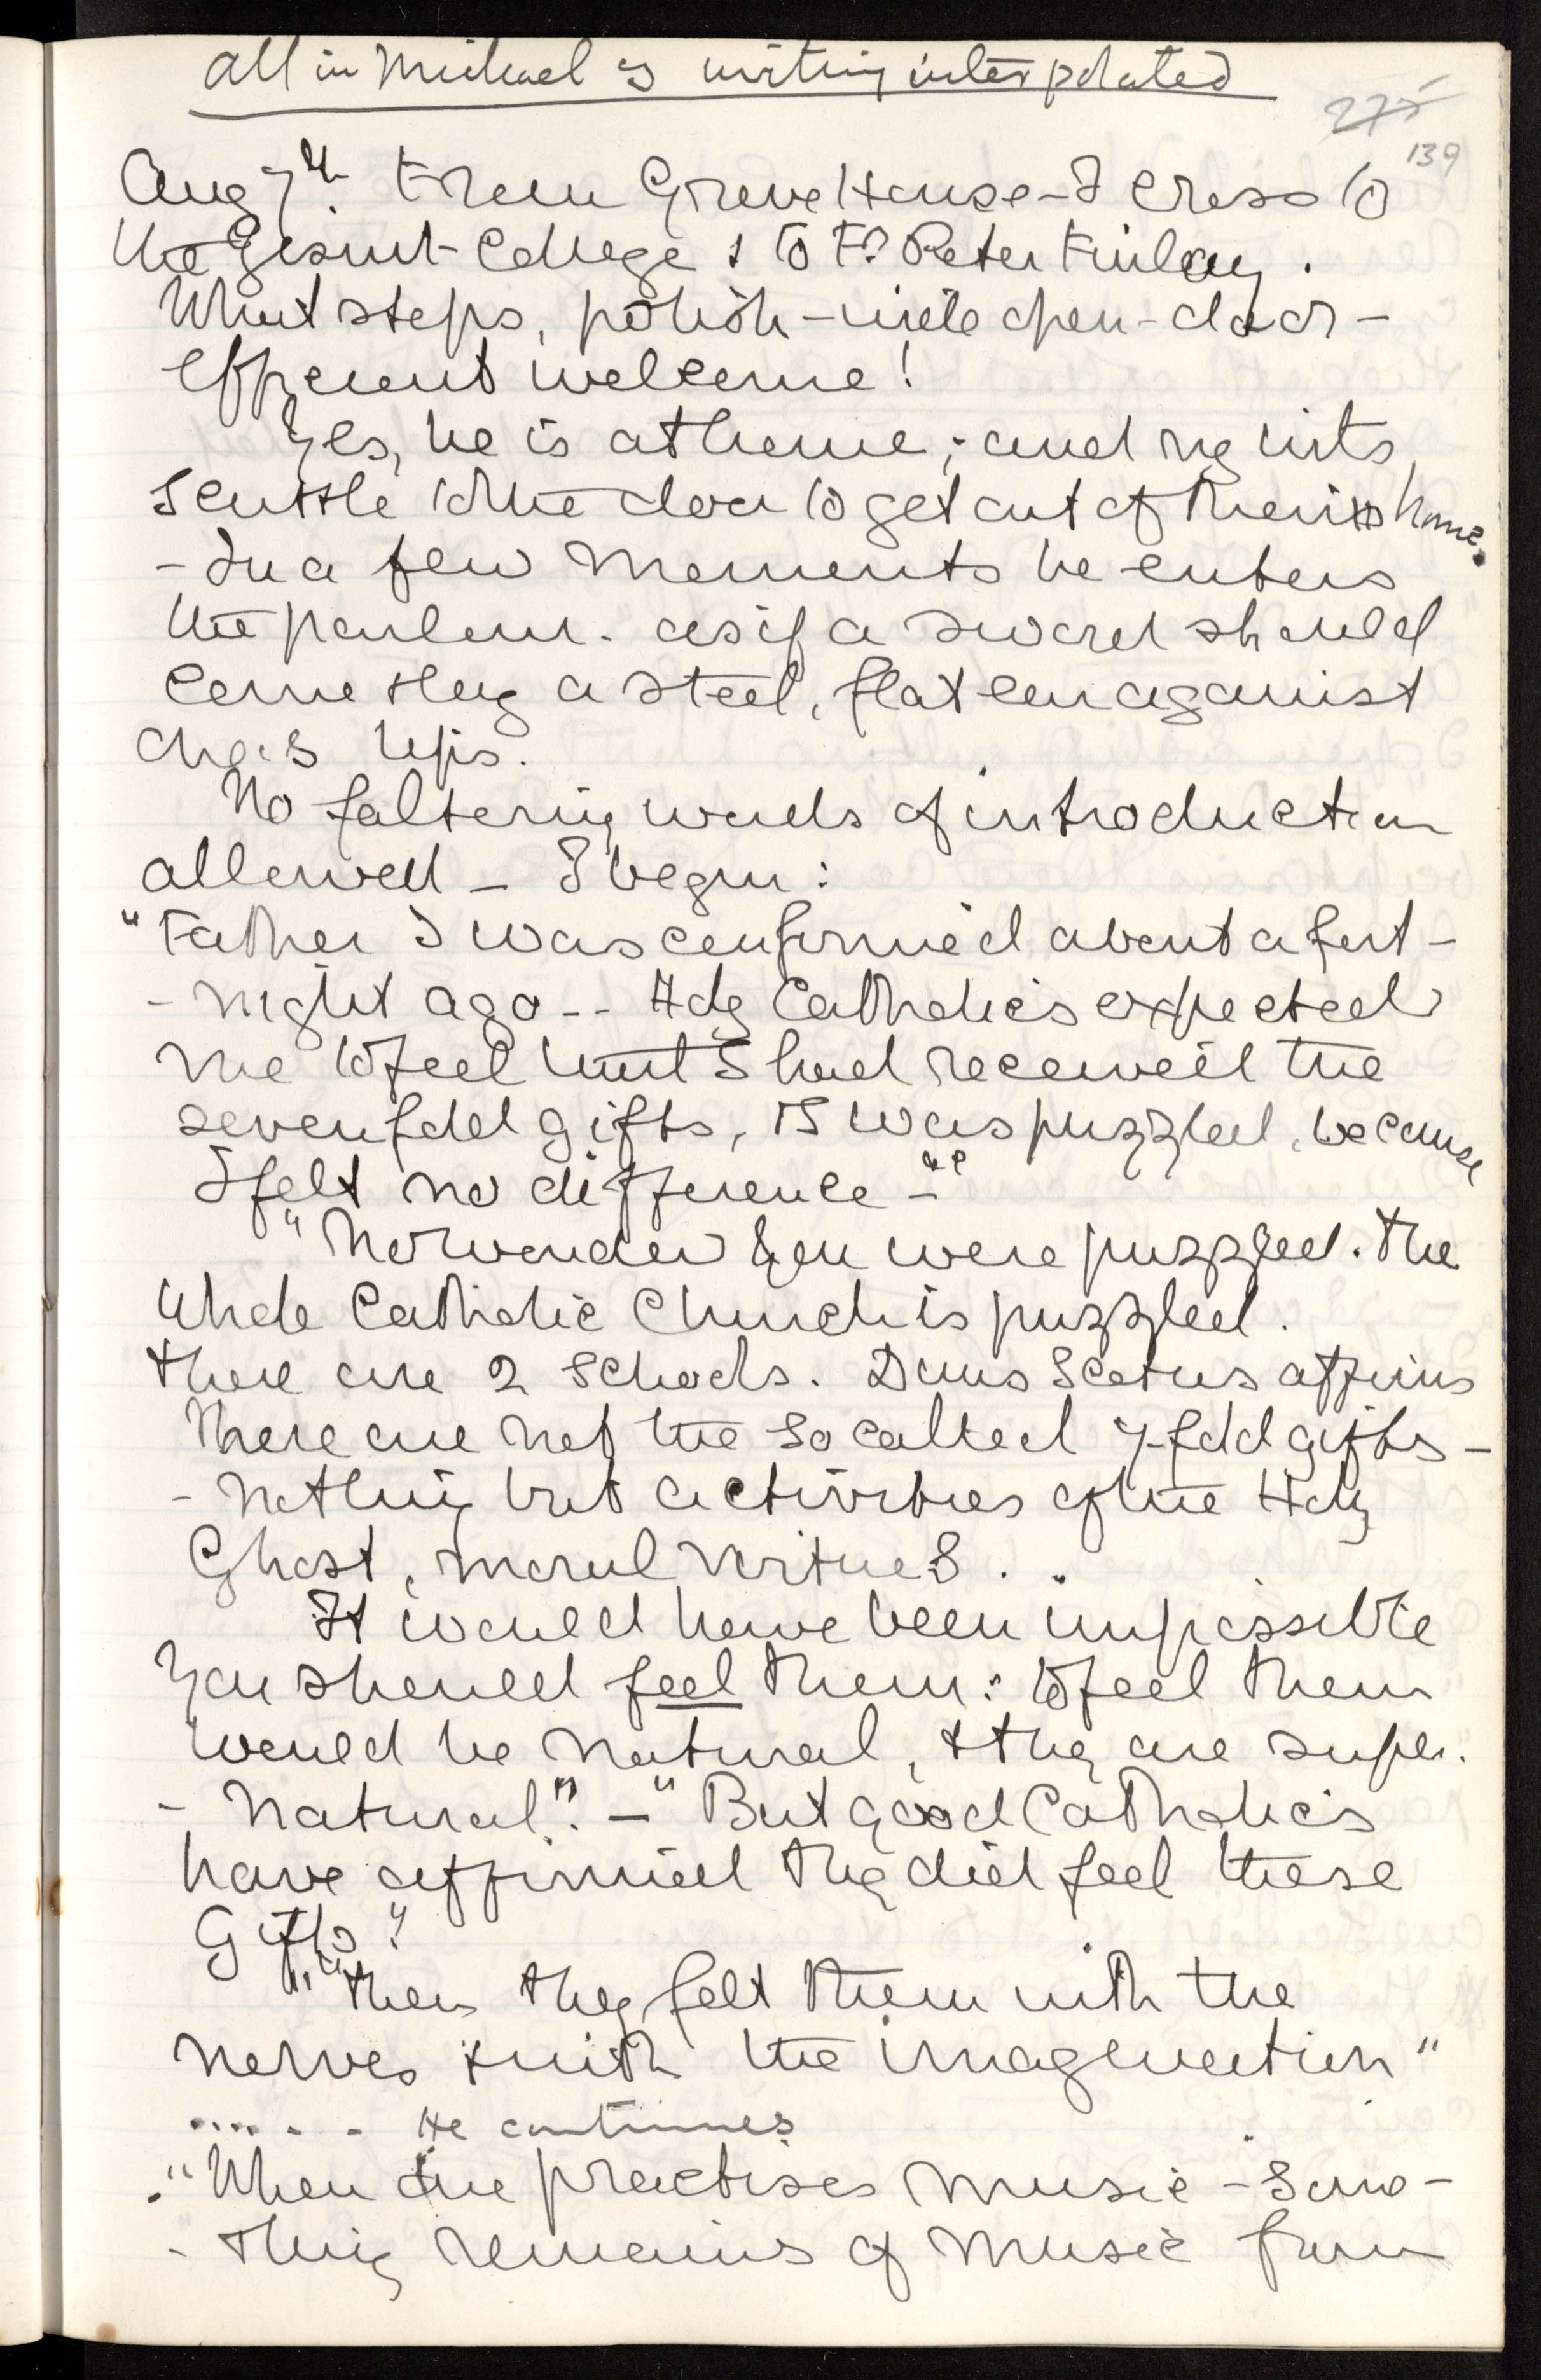 All in Michael's writing interpolated
275
139
Aug 7th. From Grove House - I cross to
the Jesuit College & to Fr Peter Finlay.
What steps, polish - wide open - door -
efficient welcome!
Yes, he is at home; and nglints
scuttle to the door to get out of the home.
- In a few moments he enters
the parlour - as if a sword should
come steely a steel, flat even against
one's lips.
No faltering words of introduction
allowed - I begin:
"Father I was confirmed about a fort-
- night ago -- Holy Catholics expected
me to feel that I had received the
sevenfold gifts, & I was puzzled, because
I felt no difference -"
"No wonder you were puzzled. The
whole Catholic Church is puzzled.
There are 2 schools. Duns Scotus affirms
there are not the so called 7-fold gifts -
- nothing but activities of the Holy
Ghost, moral virtues . .
It would have been impossible
you should feel them: to feel them
would be natural, & they are super-
- natural". - "But good Catholics
have affirmed they did feel these
Gifts"
"Then they felt them with the
nerves & with the imagination"
...... He continues
"When one practises music - some-
- thing remains of music from